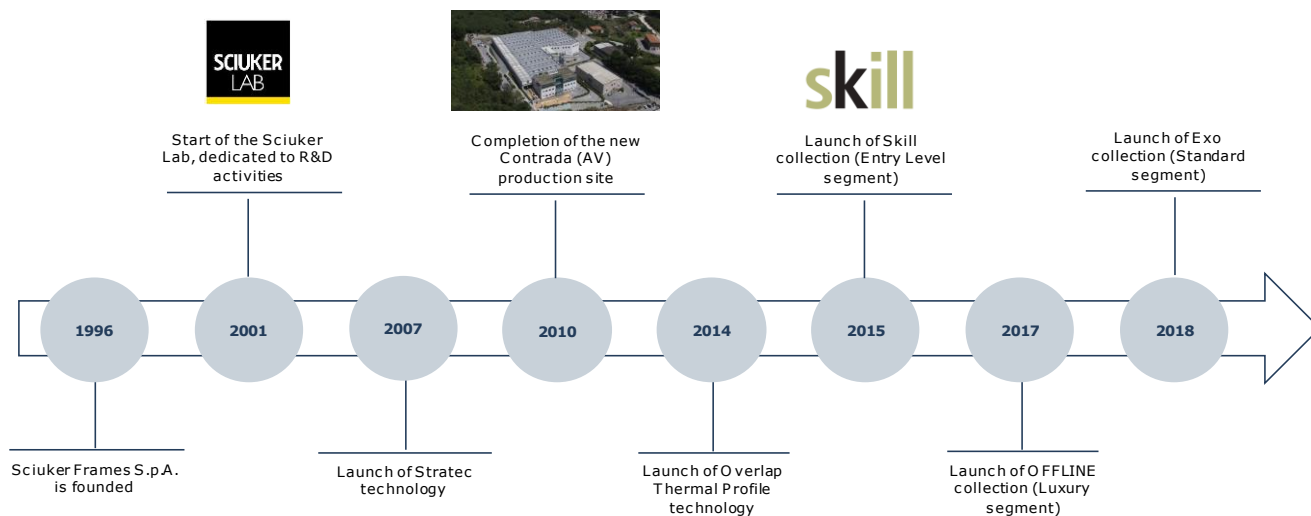 SCIUKER
LAB
skill
Start of the Sciuker
Lab, dedicated to R&D
activities
Completion of the new
Contrada (AV)
production site
Launch of Skill
collection (Entry Level
segment)
Launch of Exo
collection (Standard
segment)
1996
2001
2007
2010
2014
2015
2017
2018
Sciuker Frames S.p.A.
is founded
Launch of Stratec
technology
Launch of Overlap
Thermal Profile
technology
Launch of OFFLINE
collection (Luxury
segment)